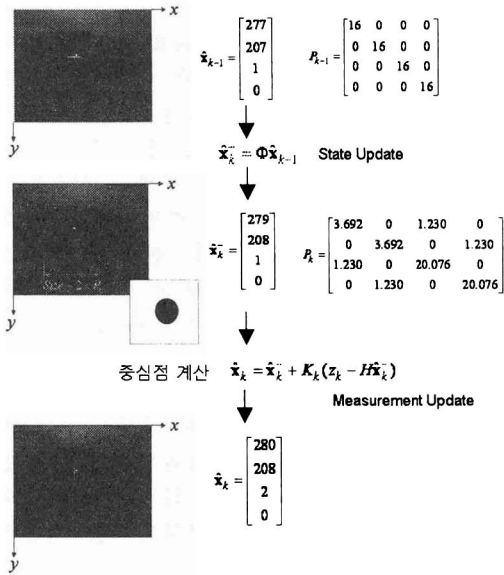 x
y
x̂ₖ₋₁ = [277 207 1 0]
Pₖ₋₁ = [16 0 0 0
0 16 0 0
0 0 16 0
0 0 0 16]
x̂ₖ⁻ = Φx̂ₖ₋₁ State Update
x
y
x̂ₖ⁻ = [279 208 1 0]
Pₖ = [3.692 0 1.230 0
0 3.692 0 1.230
1.230 0 20.076 0
0 1.230 0 20.076]
중심점 계산 x̂ₖ = x̂ₖ⁻ + Kₖ(zₖ − Hx̂ₖ⁻)
Measurement Update
x
y
x̂ₖ = [280 208 2 0]